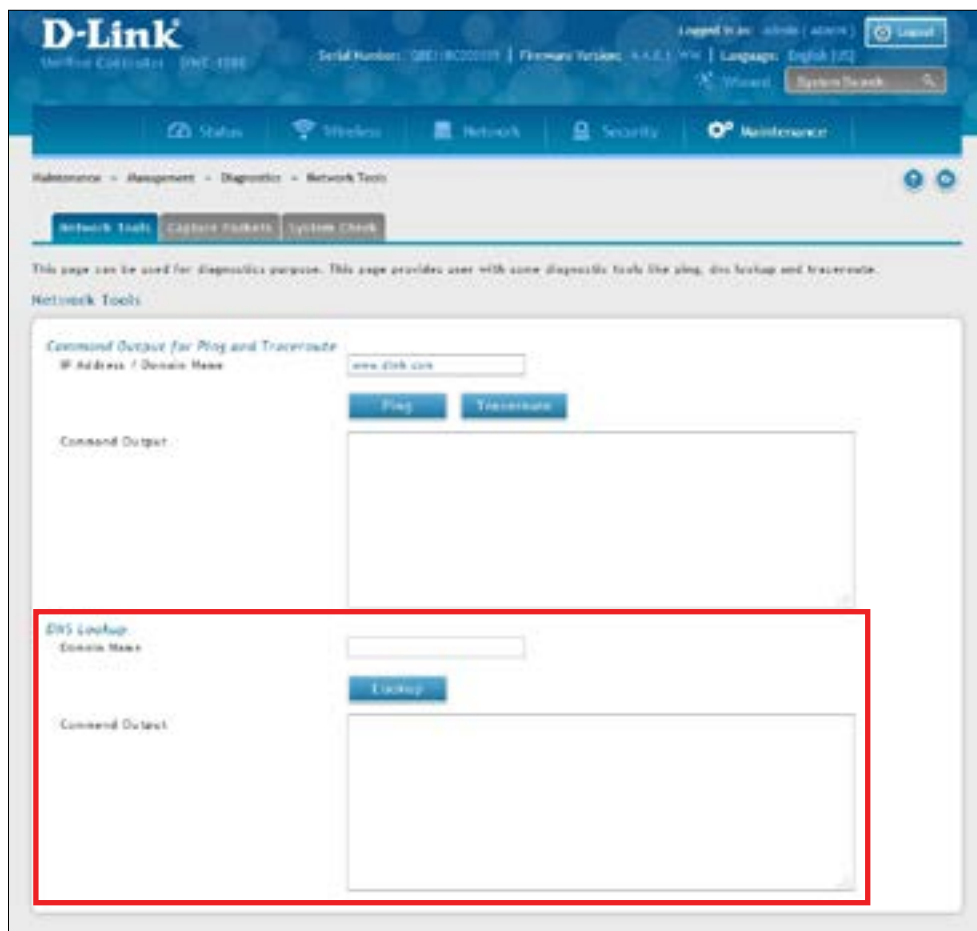 D-Link
Logged in as: admin ( ADMIN )
Logout
Unified Controller - DWC-1000
Serial Number: | Firmware Version: | Language: English [US]
Wizard
System Search
Status
Wireless
Network
Security
Maintenance
Maintenance » Management » Diagnostics » Network Tools
Network Tools
Capture Packets
System Check
This page can be used for diagnostics purpose. This page provides user with some diagnostic tools like ping, dns lookup and traceroute.
Network Tools
Command Output for Ping and Traceroute
IP Address / Domain Name
www.dlink.com
Ping
Traceroute
Command Output
DNS Lookup
Domain Name
Lookup
Command Output